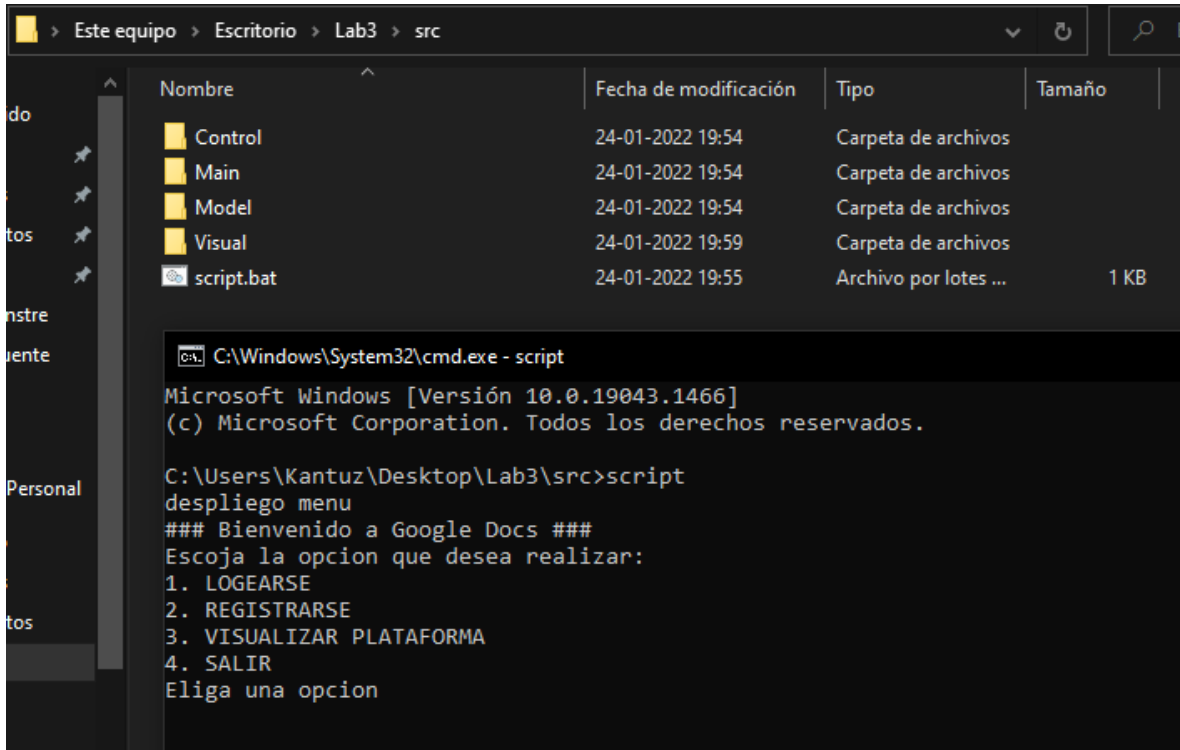 Este equipo > Escritorio > Lab3 > src
Nombre Fecha de modificación Tipo Tamaño
Control 24-01-2022 19:54 Carpeta de archivos
Main 24-01-2022 19:54 Carpeta de archivos
Model 24-01-2022 19:54 Carpeta de archivos
Visual 24-01-2022 19:59 Carpeta de archivos
script.bat 24-01-2022 19:55 Archivo por lotes ... 1 KB
Personal
C:\Windows\System32\cmd.exe - script
Microsoft Windows [Versión 10.0.19043.1466]
(c) Microsoft Corporation. Todos los derechos reservados.
C:\Users\Kantuz\Desktop\Lab3\src>script
despliego menu
### Bienvenido a Google Docs ###
Escoja la opcion que desea realizar:
1. LOGEARSE
2. REGISTRARSE
3. VISUALIZAR PLATAFORMA
4. SALIR
Eliga una opcion